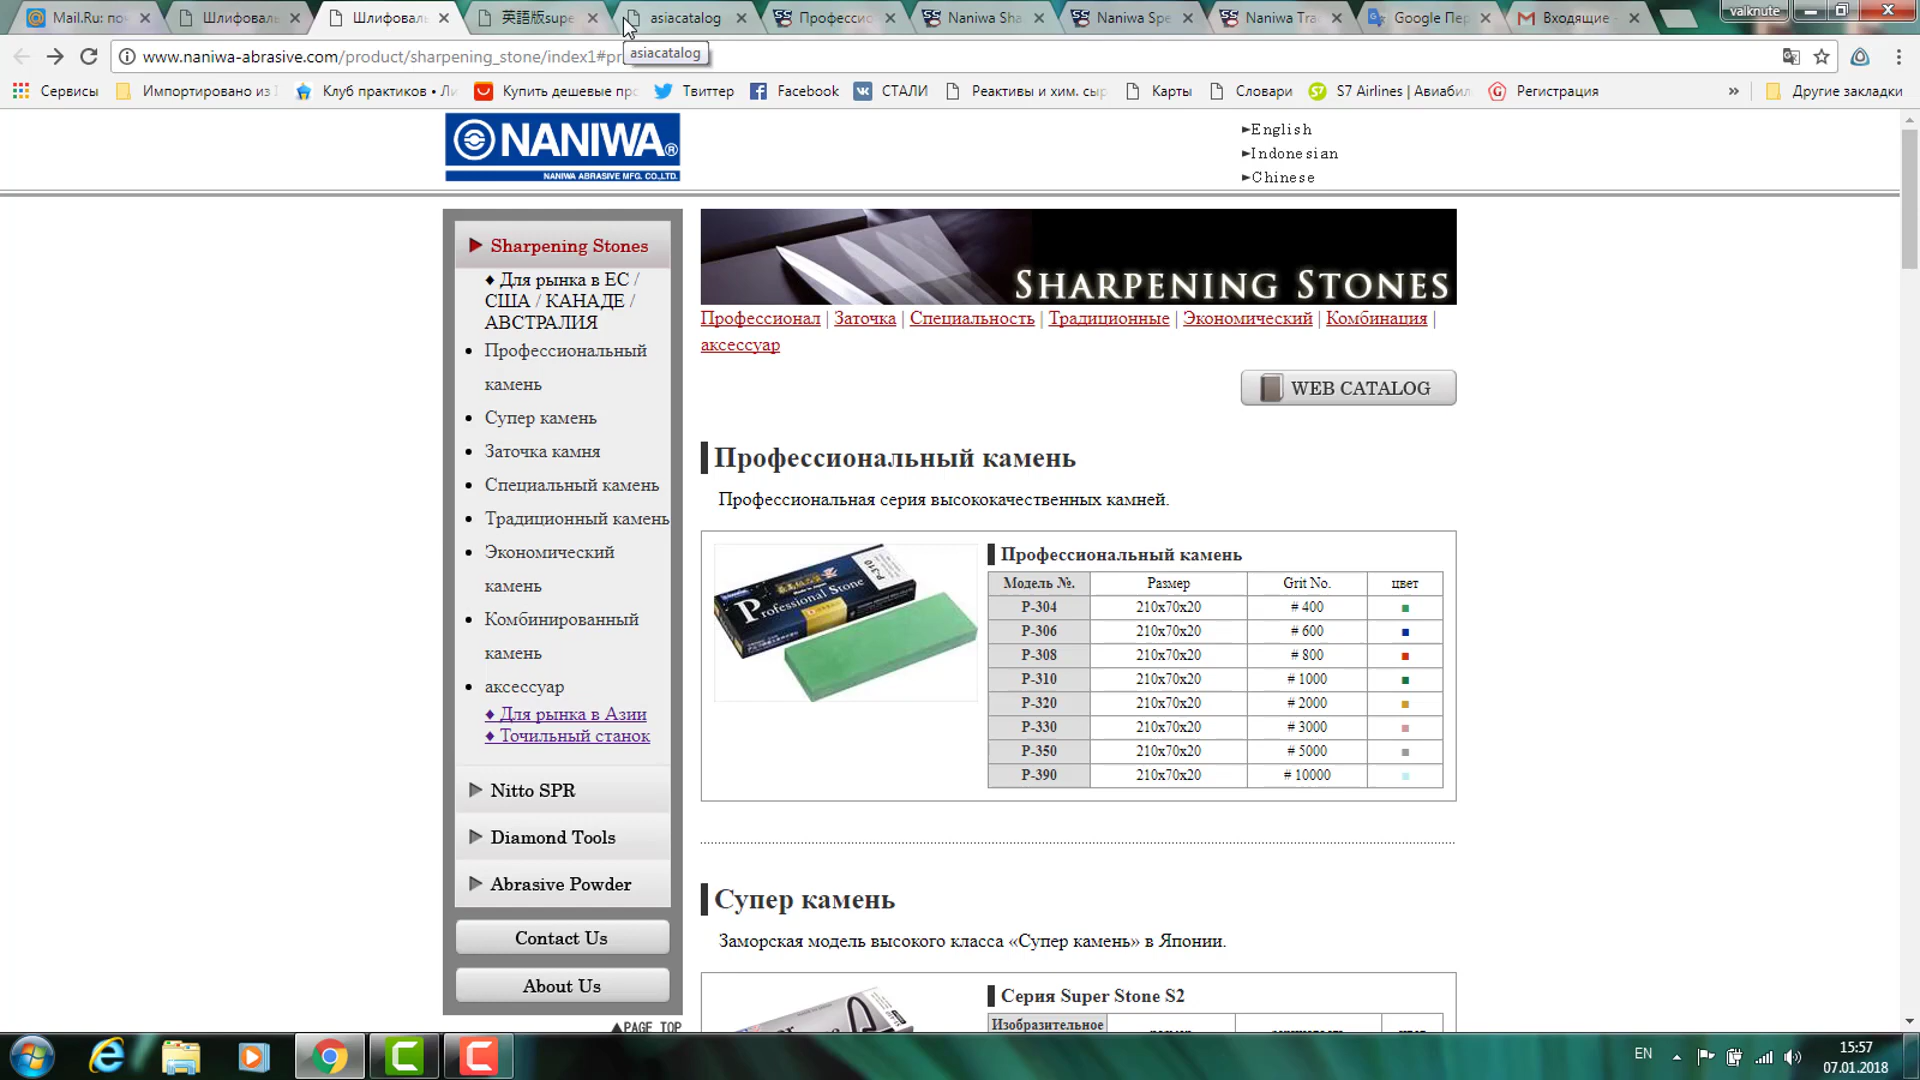 Mail.Ru: по
Шлифоваль
Шлифоваль
英語版supe
asiacatalog
Професси
Naniwa Sha
Naniwa Spe
Naniwa Tra
Google Пер
Входящие
valknute
www.naniwa-abrasive.com/product/sharpening_stone/index1#pr
asiacatalog
Сервисы
Импортировано из
Клуб практиков • Ли
Купить дешевые пр
Твиттер
Facebook
СТАЛИ
Реактивы и хим. сыр
Карты
Словари
S7 Airlines | Авиабил
Регистрация
»
Другие закладки
NANIWA®
NANIWA ABRASIVE MFG. CO.,LTD.
►English
►Indonesian
►Chinese
Sharpening Stones
♦ Для рынка в ЕС /
США / КАНАДЕ /
АВСТРАЛИЯ
• Профессиональный
камень
• Супер камень
• Заточка камня
• Специальный камень
• Традиционный камень
• Экономический
камень
• Комбинированный
камень
• аксессуар
♦ Для рынка в Азии
♦ Точильный станок
Nitto SPR
Diamond Tools
Abrasive Powder
Contact Us
About Us
▲PAGE TOP
SHARPENING STONES
Профессионал | Заточка | Специальность | Традиционные | Экономический | Комбинация |
аксессуар
WEB CATALOG
Профессиональный камень
Профессиональная серия высококачественных камней.
Professional Stone
P-310
Профессиональный камень
Модель №. Размер Grit No. цвет
P-304 210x70x20 # 400 ■
P-306 210x70x20 # 600 ■
P-308 210x70x20 # 800 ■
P-310 210x70x20 # 1000 ■
P-320 210x70x20 # 2000 ■
P-330 210x70x20 # 3000 ■
P-350 210x70x20 # 5000 ■
P-390 210x70x20 # 10000 ■
Супер камень
Заморская модель высокого класса «Супер камень» в Японии.
Серия Super Stone S2
Изобразительное
EN
15:57
07.01.2018